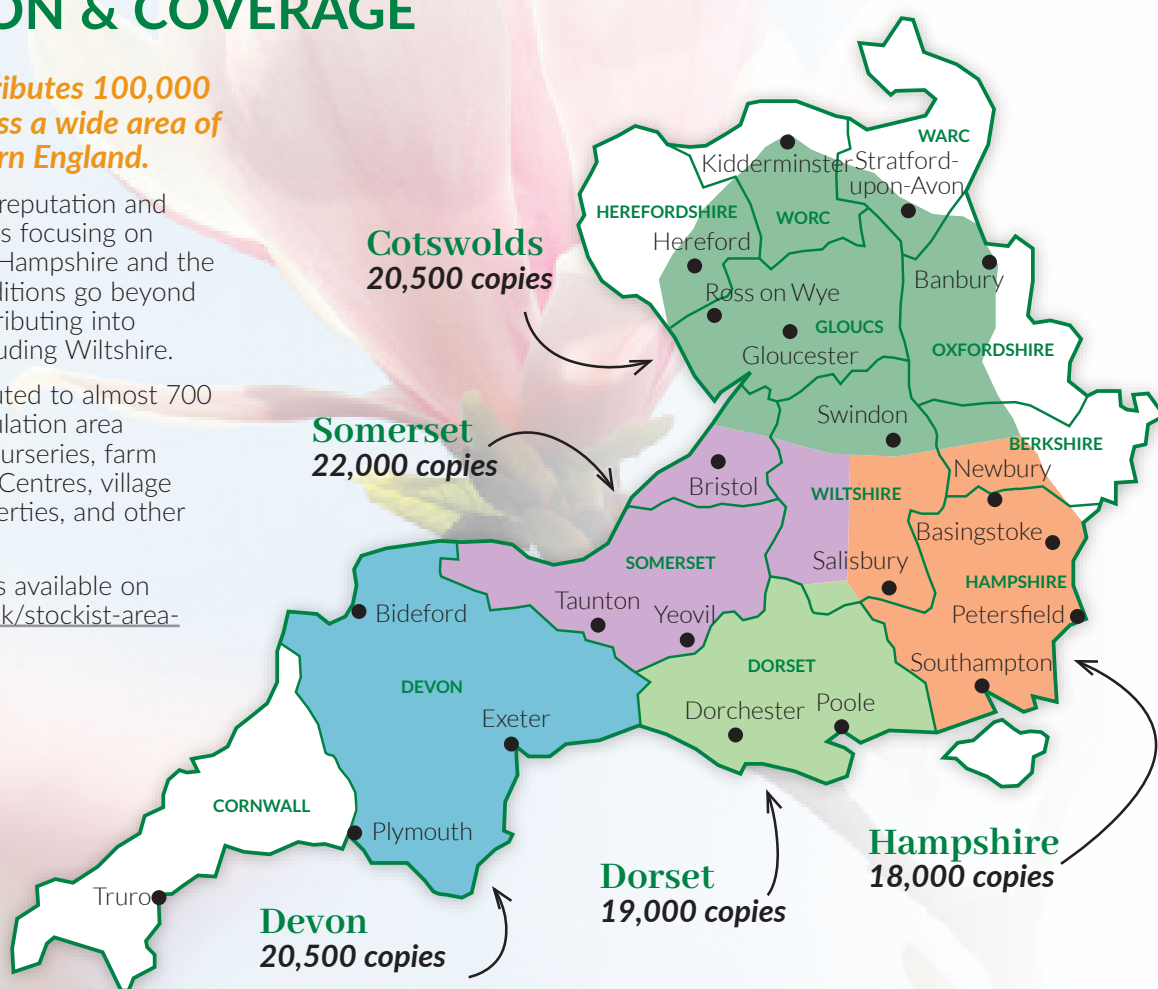 ON & COVERAGE
ributes 100,000
ss a wide area of
rn England.
reputation and
s focusing on
Hampshire and the
ditions go beyond
ributing into
uding Wiltshire.
uted to almost 700
ulation area
urseries, farm
Centres, village
erties, and other
s available on
k/stockist-area-
Cotswolds
20,500 copies
Somerset
22,000 copies
Devon
20,500 copies
Dorset
19,000 copies
Hampshire
18,000 copies
WARC
Kidderminster
Stratford-
upon-Avon
HEREFORDSHIRE
WORC
Hereford
Banbury
Ross on Wye
GLOUCS
Gloucester
OXFORDSHIRE
Swindon
BERKSHIRE
Newbury
Bristol
WILTSHIRE
Basingstoke
SOMERSET
Salisbury
HAMPSHIRE
Taunton
Yeovil
Petersfield
Bideford
Southampton
DORSET
DEVON
Dorchester
Poole
Exeter
CORNWALL
Plymouth
Truro